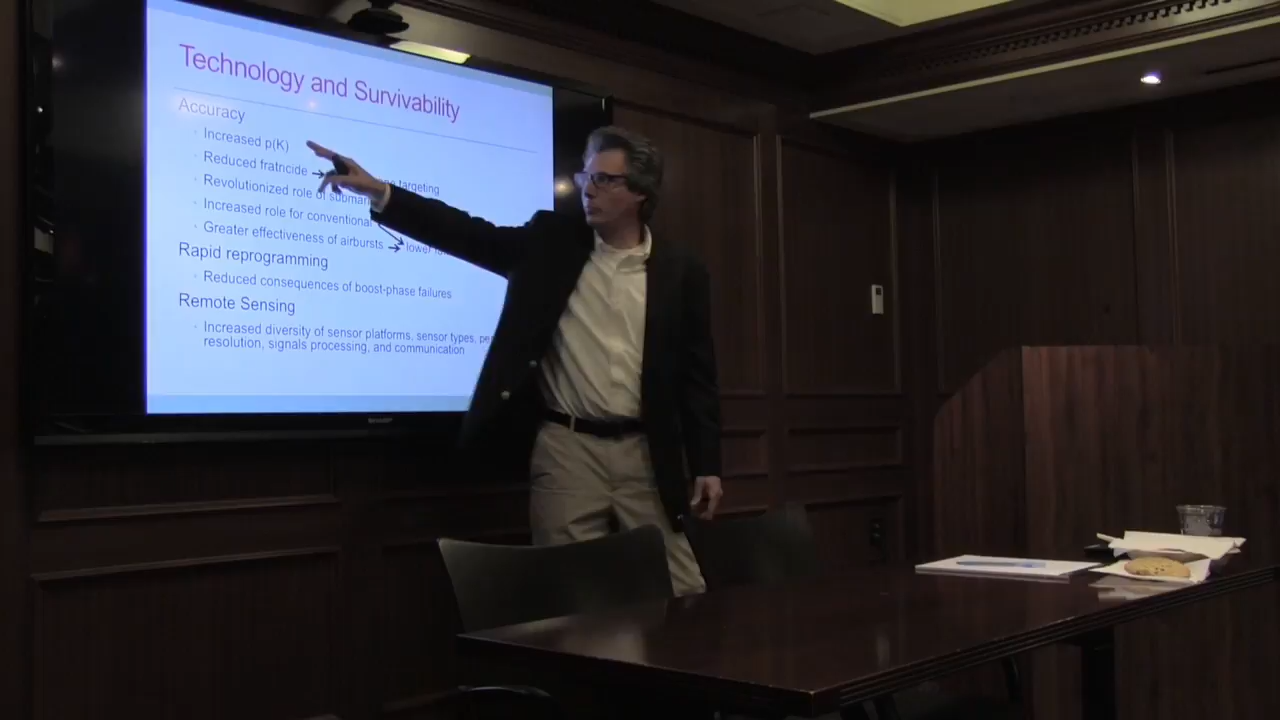 Technology and Survivability
Accuracy
Increased p(K)
Reduced fratricide → targeting
Revolutionized role of
Increased role for conventional
Greater effectiveness of airbursts → lower
Rapid reprogramming
Reduced consequences of boost-phase failures
Remote Sensing
Increased diversity of sensor platforms, sensor types,
resolution, signals processing, and communication
SHARP